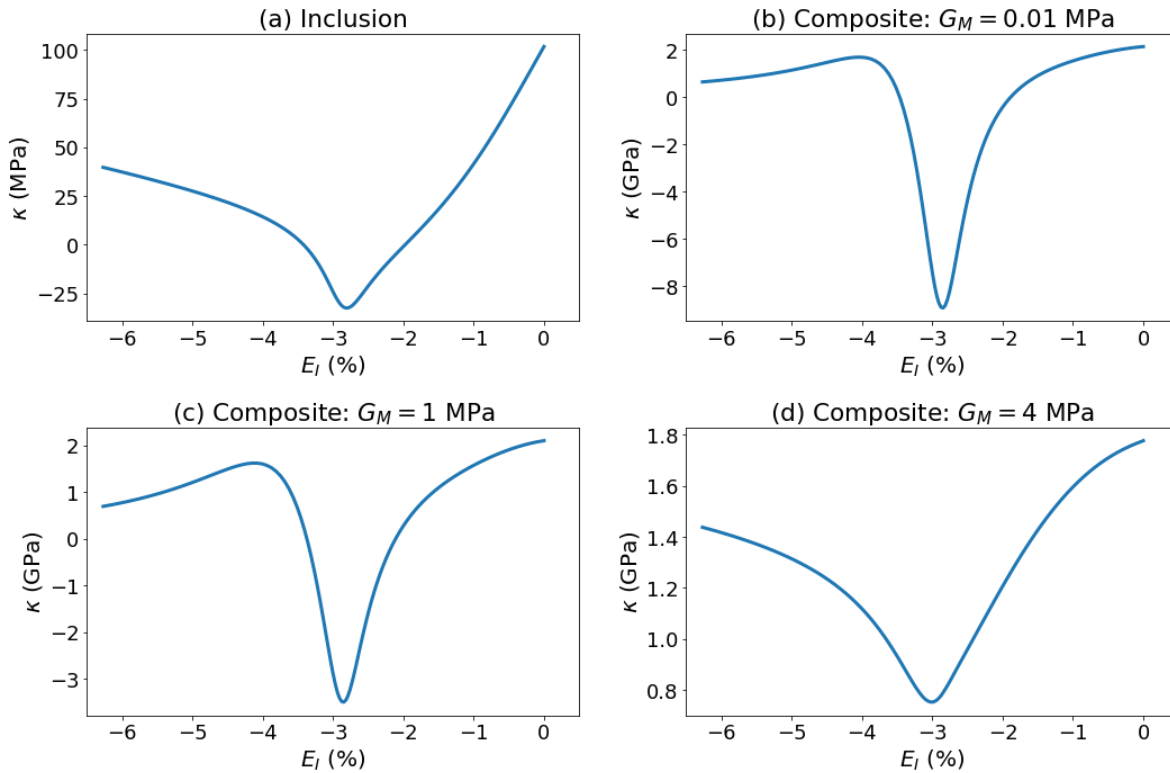 (a) Inclusion
κ (MPa)
100
75
50
25
0
−25
−6 −5 −4 −3 −2 −1 0
E_I (%)
(b) Composite: G_M = 0.01 MPa
κ (GPa)
2
0
−2
−4
−6
−8
−6 −5 −4 −3 −2 −1 0
E_I (%)
(c) Composite: G_M = 1 MPa
κ (GPa)
2
1
0
−1
−2
−3
−6 −5 −4 −3 −2 −1 0
E_I (%)
(d) Composite: G_M = 4 MPa
κ (GPa)
1.8
1.6
1.4
1.2
1.0
0.8
−6 −5 −4 −3 −2 −1 0
E_I (%)